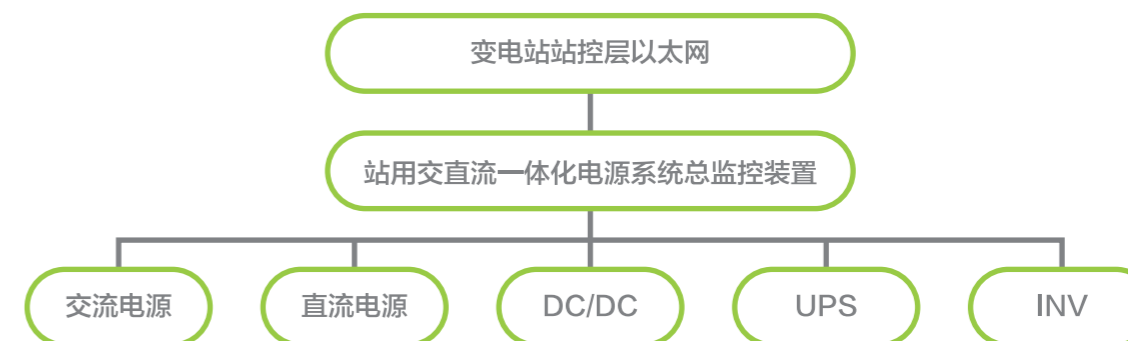 变电站站控层以太网
站用交直流一体化电源系统总监控装置
交流电源
直流电源
DC/DC
UPS
INV